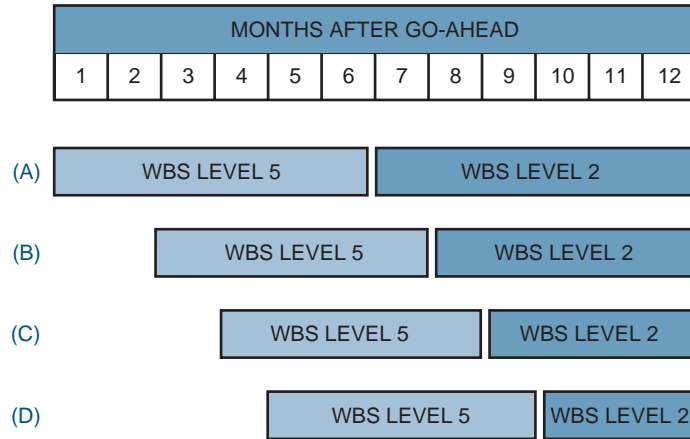 MONTHS AFTER GO-AHEAD
1 2 3 4 5 6 7 8 9 10 11 12
(A) WBS LEVEL 5 WBS LEVEL 2
(B) WBS LEVEL 5 WBS LEVEL 2
(C) WBS LEVEL 5 WBS LEVEL 2
(D) WBS LEVEL 5 WBS LEVEL 2